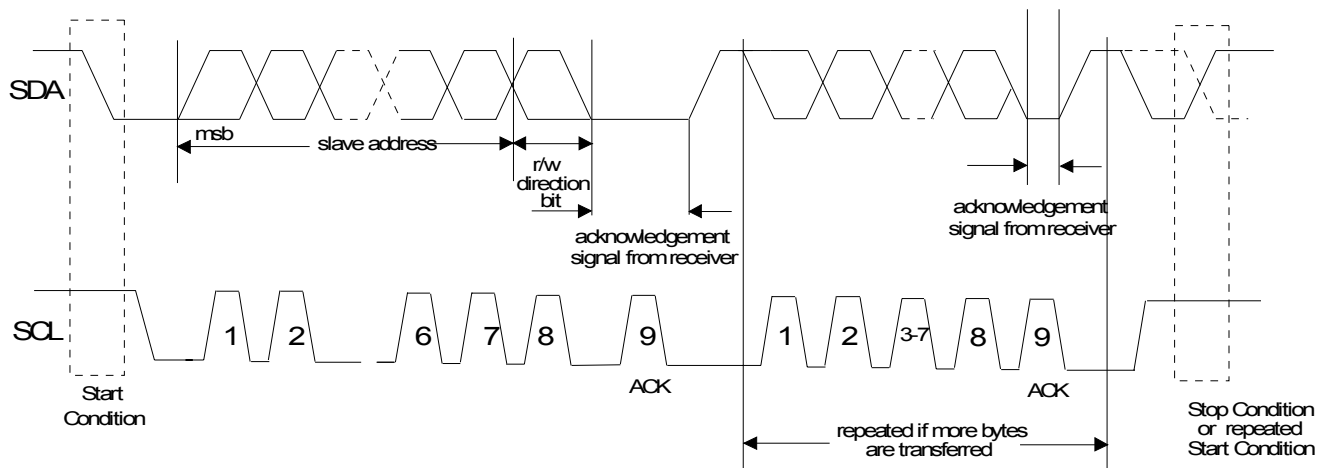 SDA
msb
slave address
r/w
direction
bit
acknowledgement
signal from receiver
acknowledgement
signal from receiver
SCL
1
2
6
7
8
9
1
2
3-7
8
9
ACK
ACK
Start
Condition
repeated if more bytes
are transferred
Stop Condition
or repeated
Start Condition